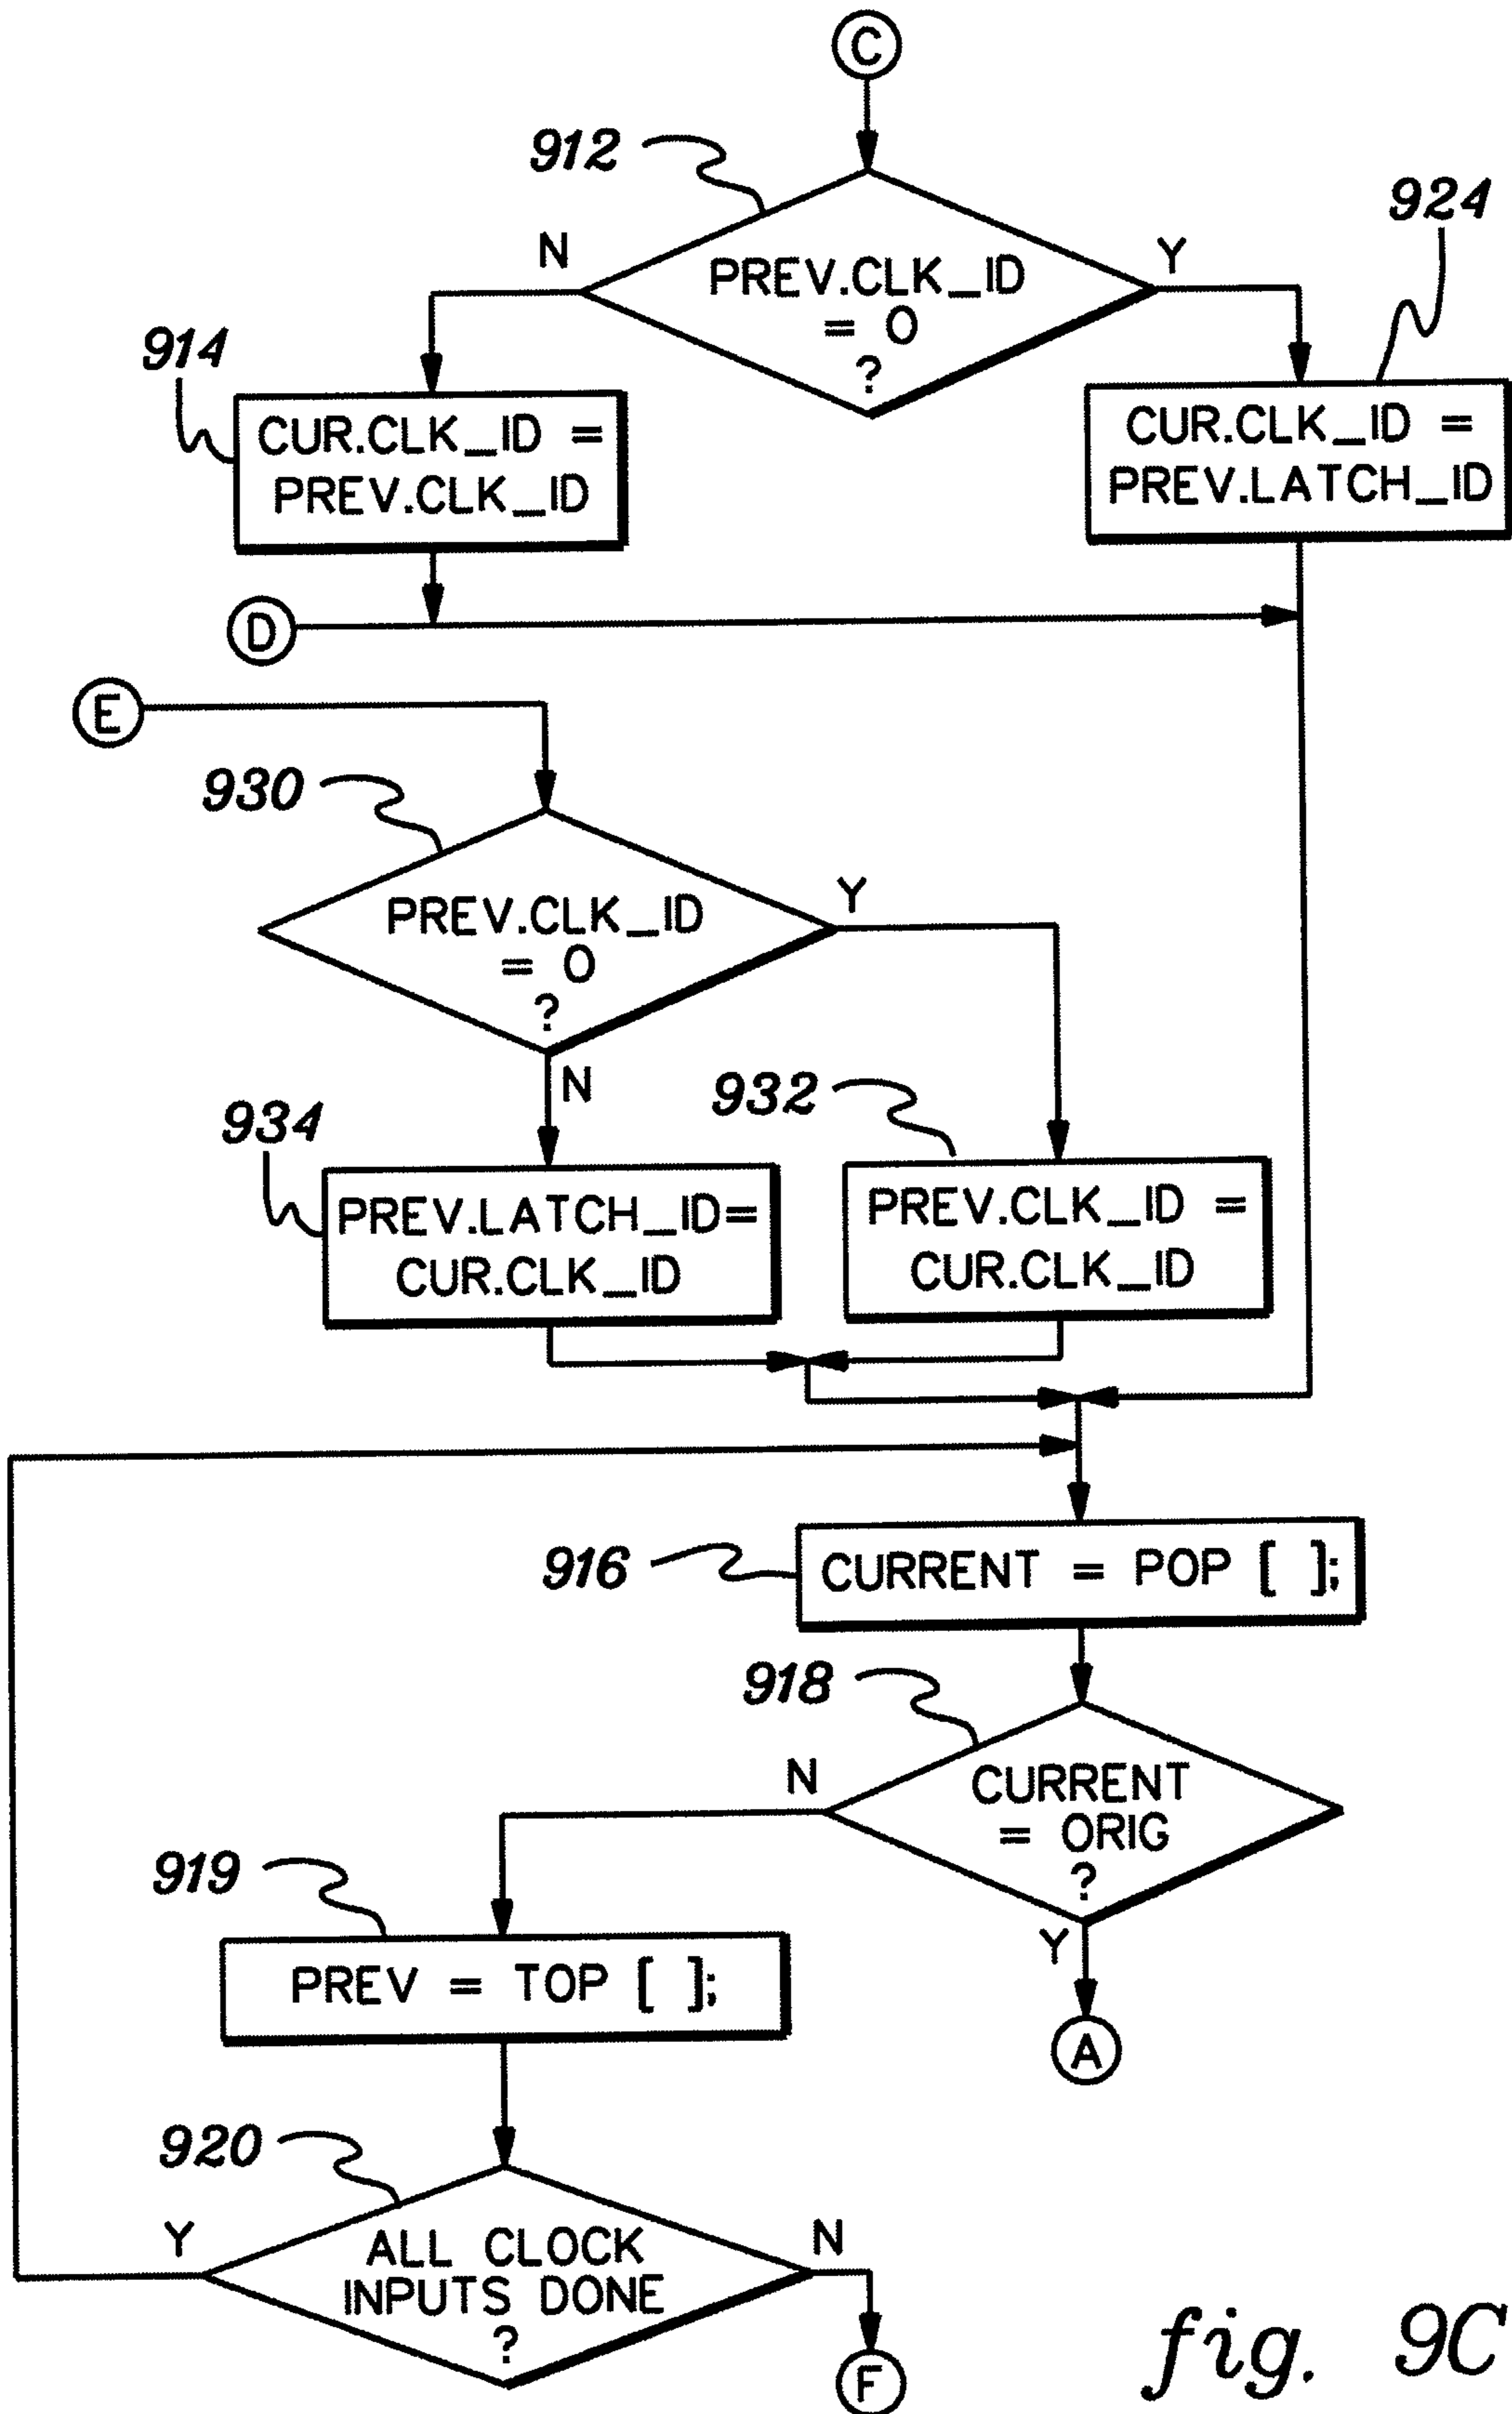 C
912
924
N
Y
PREV.CLK_ID
= 0
?
914
CUR.CLK_ID =
PREV.CLK_ID
CUR.CLK_ID =
PREV.LATCH_ID
D
E
930
Y
PREV.CLK_ID
= 0
?
N
932
934
PREV.LATCH_ID=
CUR.CLK_ID
PREV.CLK_ID =
CUR.CLK_ID
916
CURRENT = POP [ ];
918
N
CURRENT
= ORIG
?
Y
919
PREV = TOP [ ];
A
920
Y
N
ALL CLOCK
INPUTS DONE
?
F
fig. 9C